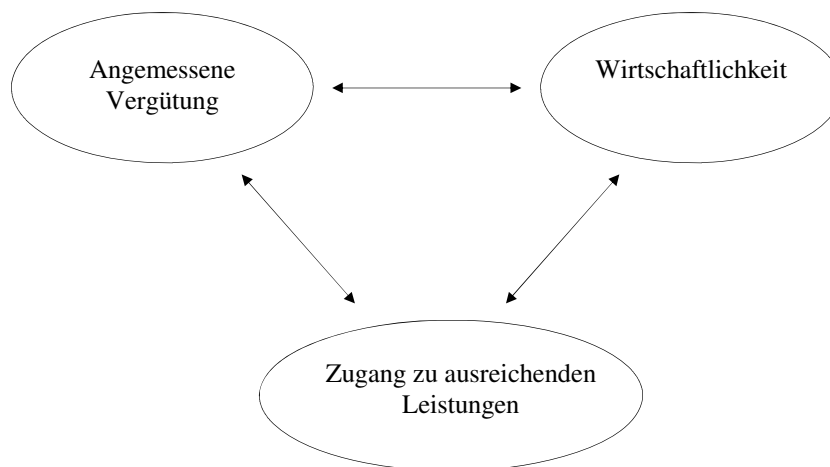 Angemessene
Vergütung
Wirtschaftlichkeit
Zugang zu ausreichenden
Leistungen